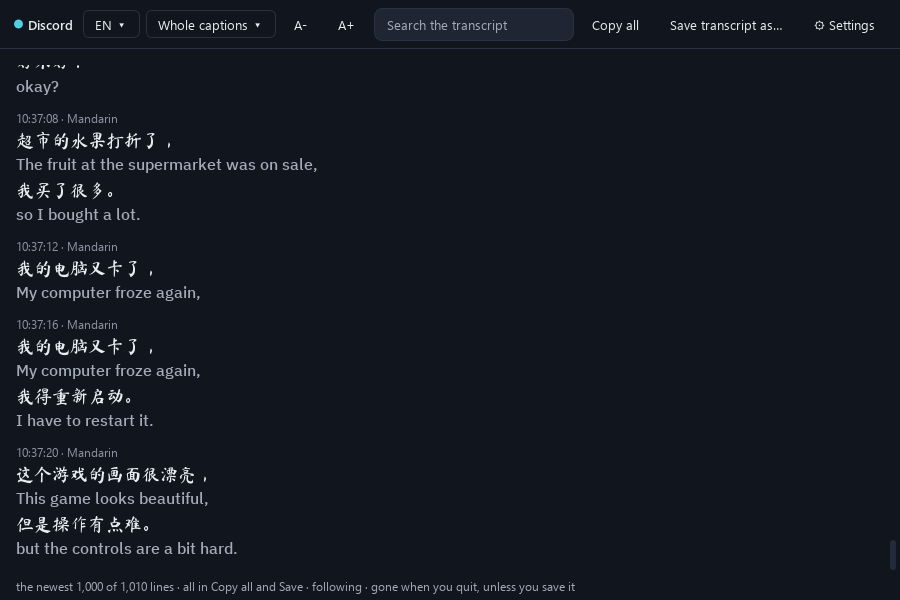 Discord EN ▾ Whole captions ▾ A- A+ Search the transcript Copy all Save transcript as... ⚙ Settings
okay?
10:37:08 · Mandarin
超市的水果打折了，
The fruit at the supermarket was on sale,
我买了很多。
so I bought a lot.
10:37:12 · Mandarin
我的电脑又卡了，
My computer froze again,
10:37:16 · Mandarin
我的电脑又卡了，
My computer froze again,
我得重新启动。
I have to restart it.
10:37:20 · Mandarin
这个游戏的画面很漂亮，
This game looks beautiful,
但是操作有点难。
but the controls are a bit hard.
the newest 1,000 of 1,010 lines · all in Copy all and Save · following · gone when you quit, unless you save it